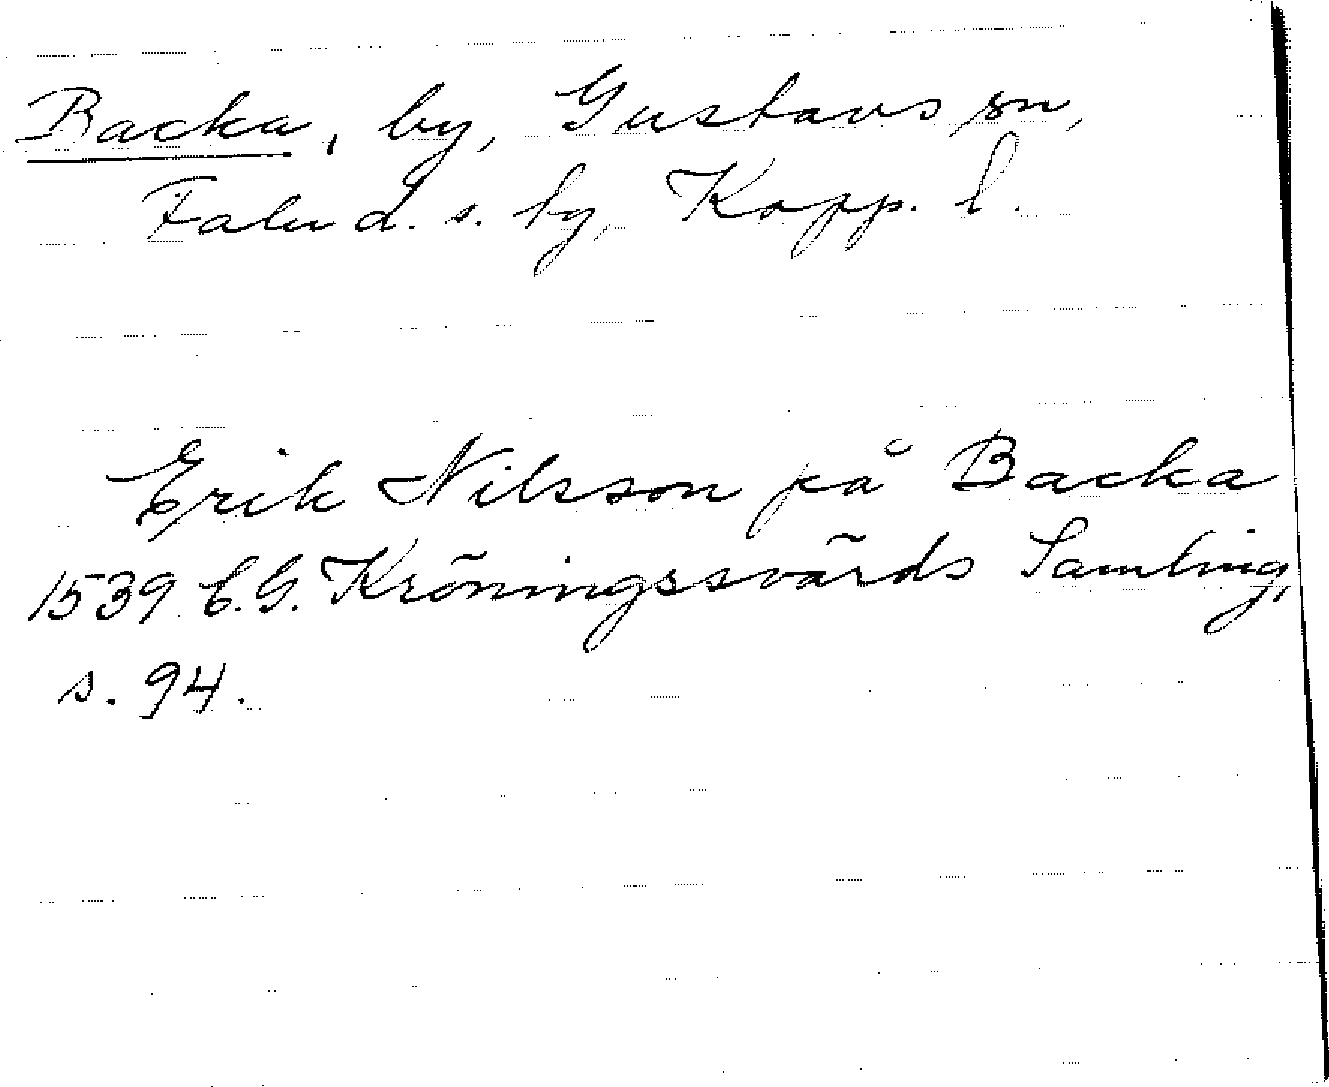 Backa, by, Gustavs sn,
Falu d. s. by, Kopp. l.
Erik Nilsson på Backa
1539 C.G. Kröningssvärds Samling,
s. 94.